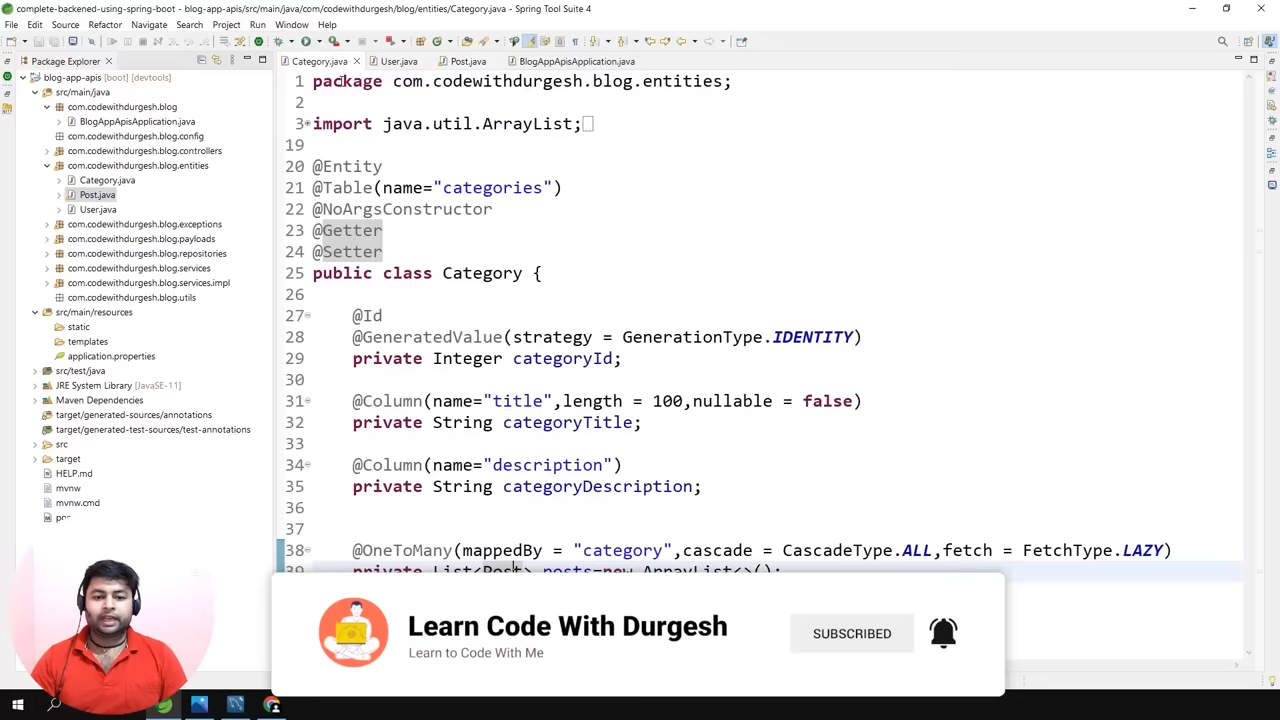 complete-backened-using-spring-boot - blog-app-apis/src/main/java/com/codewithdurgesh/blog/entities/Category.java - Spring Tool Suite 4
File Edit Source Refactor Navigate Search Project Run Window Help
Package Explorer
Category.java User.java Post.java BlogAppApisApplication.java
blog-app-apis [boot] [devtools]
src/main/java
com.codewithdurgesh.blog
BlogAppApisApplication.java
com.codewithdurgesh.blog.config
com.codewithdurgesh.blog.controllers
com.codewithdurgesh.blog.entities
Category.java
Post.java
User.java
com.codewithdurgesh.blog.exceptions
com.codewithdurgesh.blog.payloads
com.codewithdurgesh.blog.repositories
com.codewithdurgesh.blog.services
com.codewithdurgesh.blog.services.impl
com.codewithdurgesh.blog.utils
src/main/resources
static
templates
application.properties
src/test/java
JRE System Library [JavaSE-11]
Maven Dependencies
target/generated-sources/annotations
target/generated-test-sources/test-annotations
src
target
HELP.md
mvnw
mvnw.cmd
1 package com.codewithdurgesh.blog.entities;
2
3 import java.util.ArrayList;
19
20 @Entity
21 @Table(name="categories")
22 @NoArgsConstructor
23 @Getter
24 @Setter
25 public class Category {
26
27 @Id
28 @GeneratedValue(strategy = GenerationType.IDENTITY)
29 private Integer categoryId;
30
31 @Column(name="title",length = 100,nullable = false)
32 private String categoryTitle;
33
34 @Column(name="description")
35 private String categoryDescription;
36
37
38 @OneToMany(mappedBy = "category",cascade = CascadeType.ALL,fetch = FetchType.LAZY)
39 private List<Post> posts=new ArrayList<>();
Learn Code With Durgesh
Learn to Code With Me
SUBSCRIBED